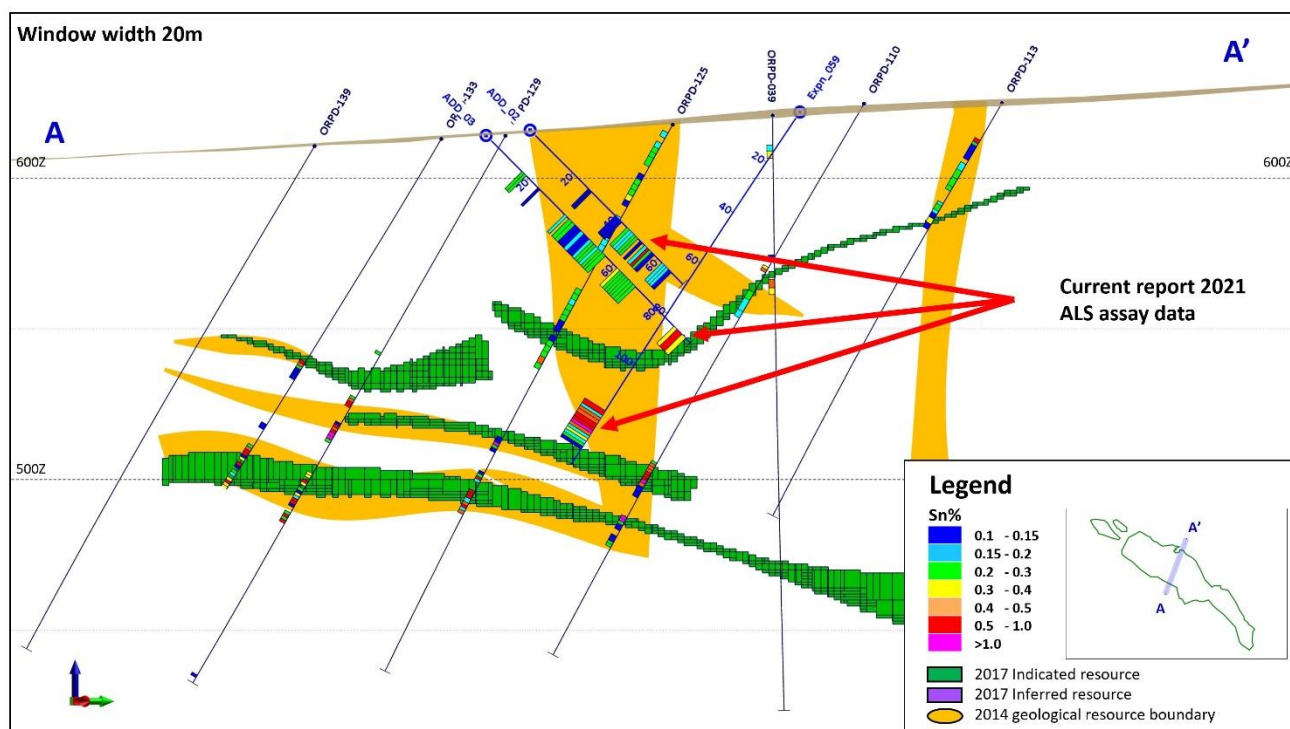 Window width 20m
A
A'
ORPD-139
ORPD-133
ADD_03
ADD_02
PD-129
ORPD-125
ORPD-039
Expn_059
ORPD-110
ORPD-113
600Z
600Z
500Z
20
20
20
40
60
60
60
80
100
Current report 2021
ALS assay data
Legend
Sn%
0.1 - 0.15
0.15 - 0.2
0.2 - 0.3
0.3 - 0.4
0.4 - 0.5
0.5 - 1.0
>1.0
2017 Indicated resource
2017 Inferred resource
2014 geological resource boundary
A'
A